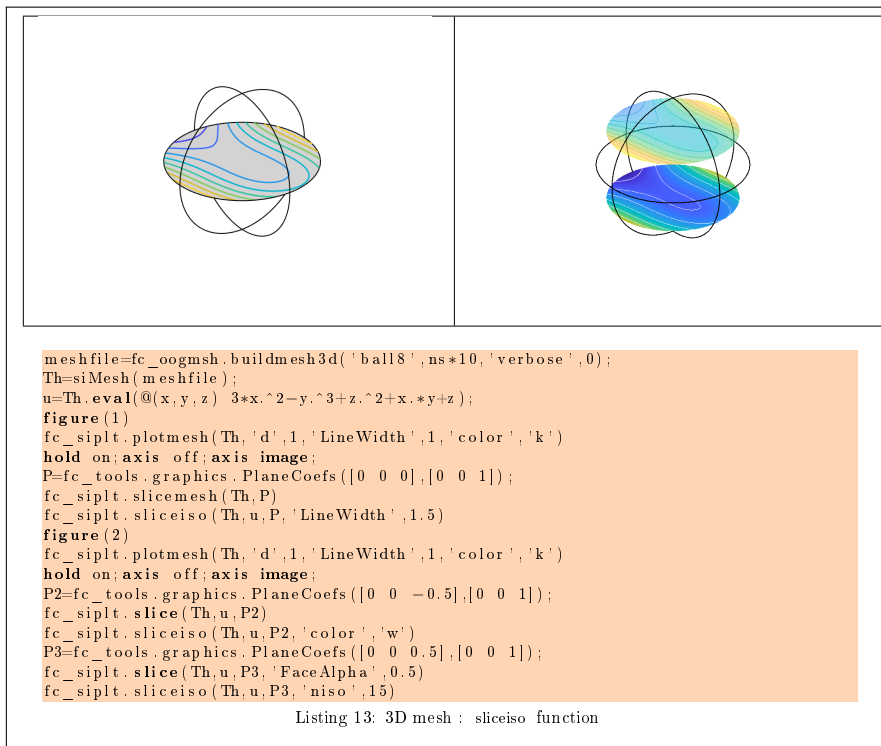 meshfile=fc_oogmsh.buildmesh3d('ball8',ns*10,'verbose',0);
Th=siMesh(meshfile);
u=Th.eval(@(x,y,z) 3*x.^2-y.^3+z.^2+x.*y+z);
figure(1)
fc_siplt.plotmesh(Th,'d',1,'LineWidth',1,'color','k')
hold on;axis off;axis image;
P=fc_tools.graphics.PlaneCoefs([0 0 0],[0 0 1]);
fc_siplt.slicemesh(Th,P)
fc_siplt.sliceiso(Th,u,P,'LineWidth',1.5)
figure(2)
fc_siplt.plotmesh(Th,'d',1,'LineWidth',1,'color','k')
hold on;axis off;axis image;
P2=fc_tools.graphics.PlaneCoefs([0 0 -0.5],[0 0 1]);
fc_siplt.slice(Th,u,P2)
fc_siplt.sliceiso(Th,u,P2,'color','w')
P3=fc_tools.graphics.PlaneCoefs([0 0 0.5],[0 0 1]);
fc_siplt.slice(Th,u,P3,'FaceAlpha',0.5)
fc_siplt.sliceiso(Th,u,P3,'niso',15)
Listing 13: 3D mesh : sliceiso function